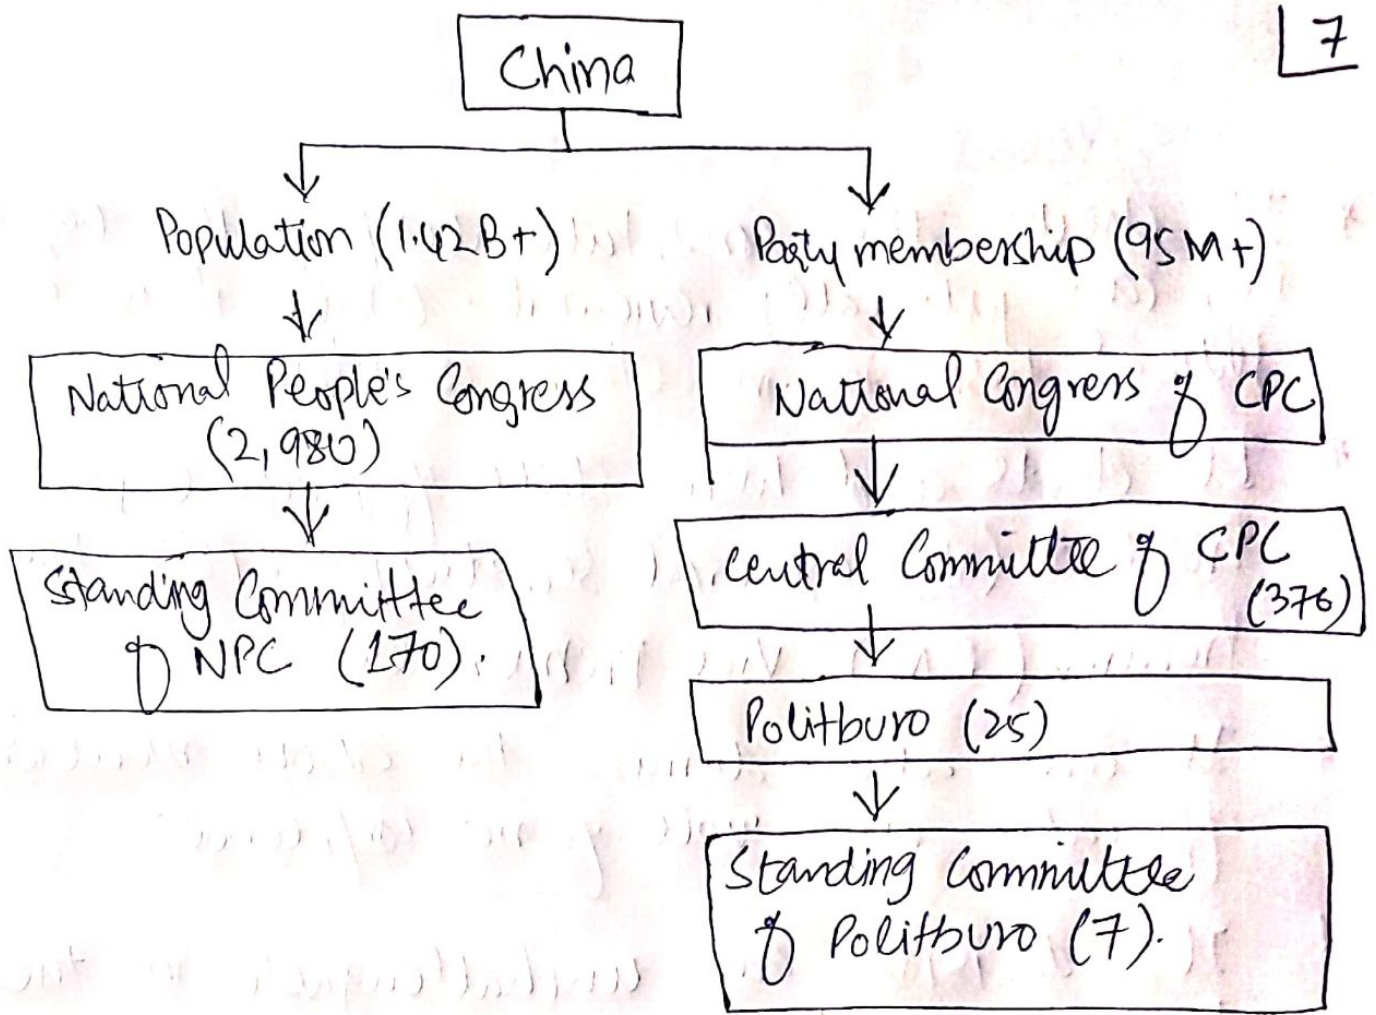 7
China
Population (1.42B+)
Party membership (95M+)
National People's Congress
(2,980)
National Congress of CPC
Standing Committee
of NPC (170).
Central Committee of CPC
(376)
Politburo (25)
Standing Committee
of Politburo (7).